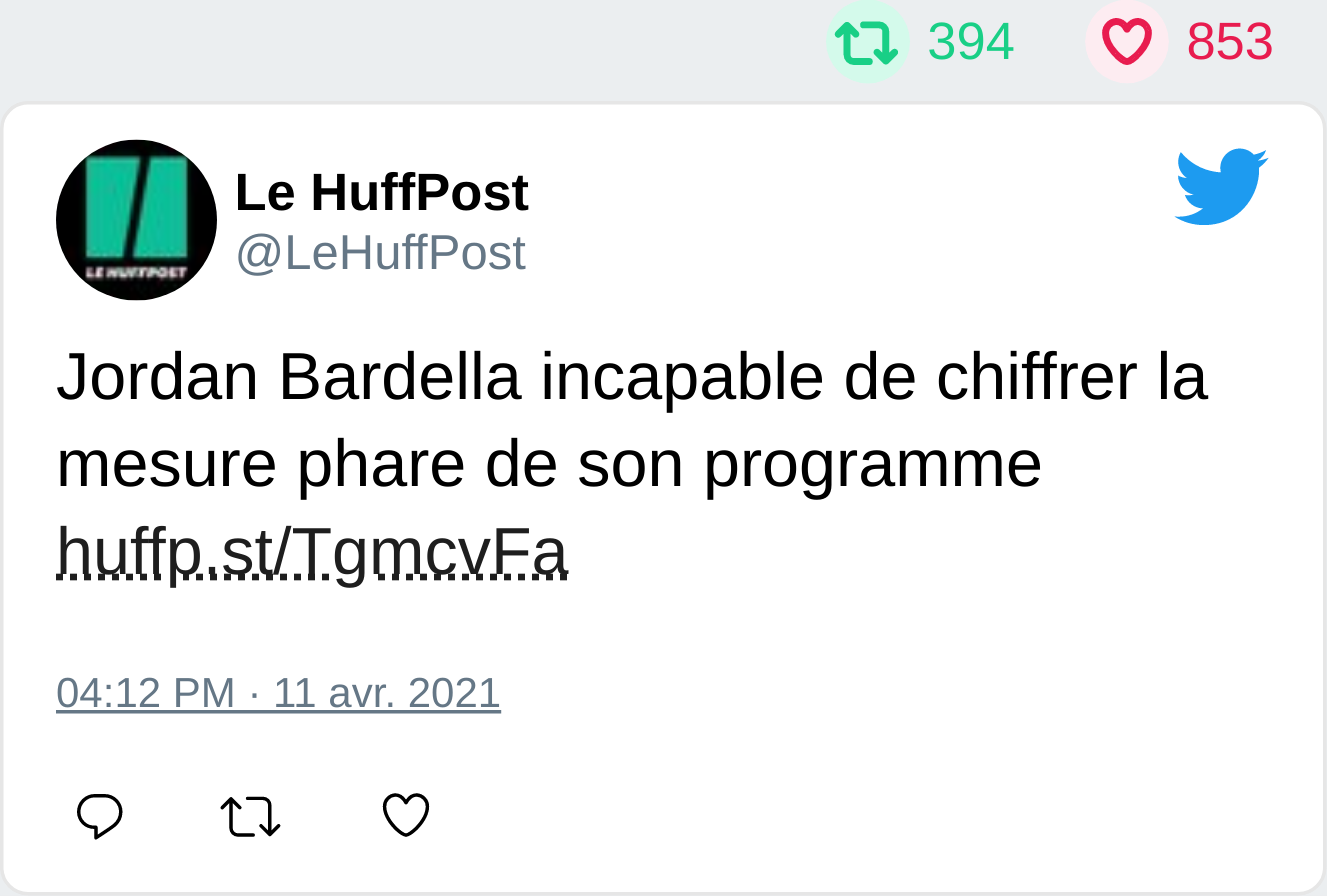 394 853
Le HuffPost
LE HUFFPOST
@LeHuffPost
Jordan Bardella incapable de chiffrer la
mesure phare de son programme
huffp.st/TgmcvFa
04:12 PM · 11 avr. 2021